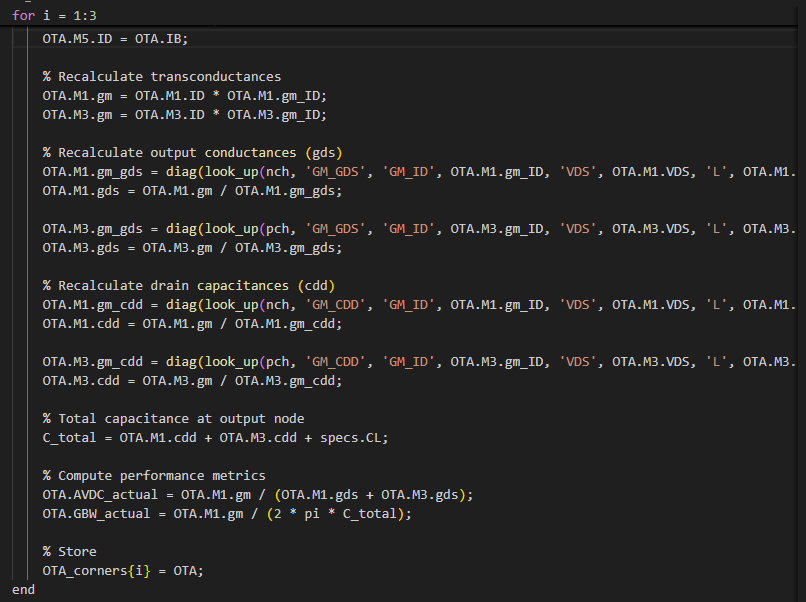 for i = 1:3
OTA.M5.ID = OTA.IB;
% Recalculate transconductances
OTA.M1.gm = OTA.M1.ID * OTA.M1.gm_ID;
OTA.M3.gm = OTA.M3.ID * OTA.M3.gm_ID;
% Recalculate output conductances (gds)
OTA.M1.gm_gds = diag(look_up(nch, 'GM_GDS', 'GM_ID', OTA.M1.gm_ID, 'VDS', OTA.M1.VDS, 'L', OTA.M1.
OTA.M1.gds = OTA.M1.gm / OTA.M1.gm_gds;
OTA.M3.gm_gds = diag(look_up(pch, 'GM_GDS', 'GM_ID', OTA.M3.gm_ID, 'VDS', OTA.M3.VDS, 'L', OTA.M3.
OTA.M3.gds = OTA.M3.gm / OTA.M3.gm_gds;
% Recalculate drain capacitances (cdd)
OTA.M1.gm_cdd = diag(look_up(nch, 'GM_CDD', 'GM_ID', OTA.M1.gm_ID, 'VDS', OTA.M1.VDS, 'L', OTA.M1.
OTA.M1.cdd = OTA.M1.gm / OTA.M1.gm_cdd;
OTA.M3.gm_cdd = diag(look_up(pch, 'GM_CDD', 'GM_ID', OTA.M3.gm_ID, 'VDS', OTA.M3.VDS, 'L', OTA.M3.
OTA.M3.cdd = OTA.M3.gm / OTA.M3.gm_cdd;
% Total capacitance at output node
C_total = OTA.M1.cdd + OTA.M3.cdd + specs.CL;
% Compute performance metrics
OTA.AVDC_actual = OTA.M1.gm / (OTA.M1.gds + OTA.M3.gds);
OTA.GBW_actual = OTA.M1.gm / (2 * pi * C_total);
% Store
OTA_corners{i} = OTA;
end